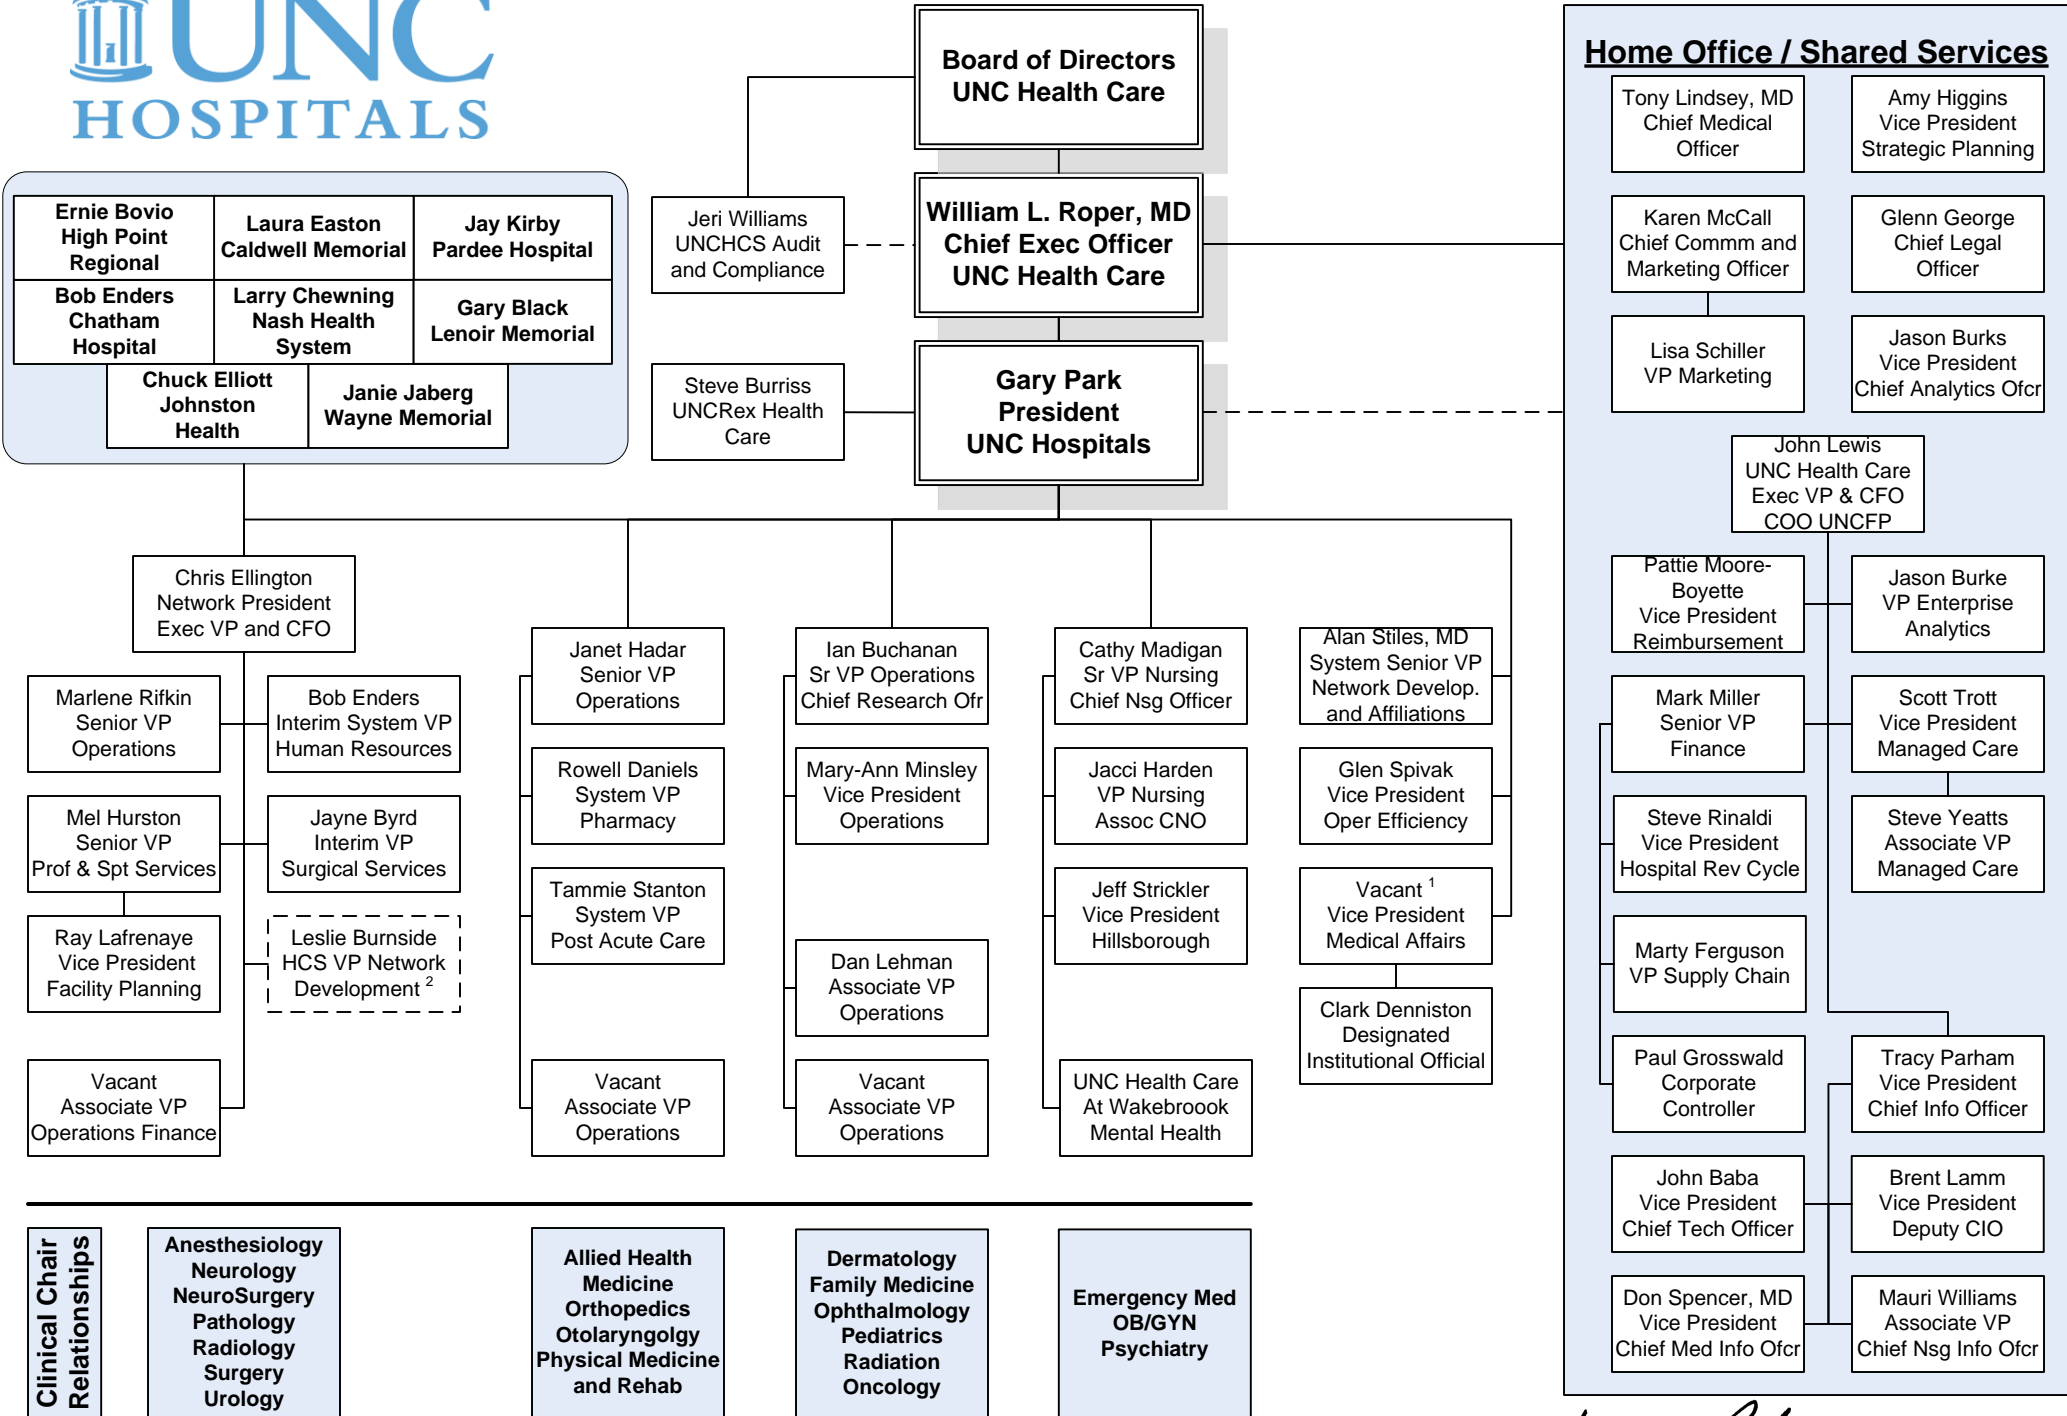 UNC
HOSPITALS
Board of Directors
UNC Health Care
William L. Roper, MD
Chief Exec Officer
UNC Health Care
Gary Park
President
UNC Hospitals
Jeri Williams
UNCHCS Audit
and Compliance
Steve Burriss
UNCRex Health
Care
Ernie Bovio
High Point
Regional
Laura Easton
Caldwell Memorial
Jay Kirby
Pardee Hospital
Bob Enders
Chatham
Hospital
Larry Chewning
Nash Health
System
Gary Black
Lenoir Memorial
Chuck Elliott
Johnston
Health
Janie Jaberg
Wayne Memorial
Chris Ellington
Network President
Exec VP and CFO
Marlene Rifkin
Senior VP
Operations
Bob Enders
Interim System VP
Human Resources
Mel Hurston
Senior VP
Prof & Spt Services
Jayne Byrd
Interim VP
Surgical Services
Ray Lafrenaye
Vice President
Facility Planning
Leslie Burnside
HCS VP Network
Development 2
Vacant
Associate VP
Operations Finance
Janet Hadar
Senior VP
Operations
Rowell Daniels
System VP
Pharmacy
Tammie Stanton
System VP
Post Acute Care
Vacant
Associate VP
Operations
Ian Buchanan
Sr VP Operations
Chief Research Ofr
Mary-Ann Minsley
Vice President
Operations
Dan Lehman
Associate VP
Operations
Vacant
Associate VP
Operations
Cathy Madigan
Sr VP Nursing
Chief Nsg Officer
Jacci Harden
VP Nursing
Assoc CNO
Jeff Strickler
Vice President
Hillsborough
UNC Health Care
At Wakebroook
Mental Health
Alan Stiles, MD
System Senior VP
Network Develop.
and Affiliations
Glen Spivak
Vice President
Oper Efficiency
Vacant 1
Vice President
Medical Affairs
Clark Denniston
Designated
Institutional Official
Home Office / Shared Services
Tony Lindsey, MD
Chief Medical
Officer
Amy Higgins
Vice President
Strategic Planning
Karen McCall
Chief Commm and
Marketing Officer
Glenn George
Chief Legal
Officer
Lisa Schiller
VP Marketing
Jason Burks
Vice President
Chief Analytics Ofcr
John Lewis
UNC Health Care
Exec VP & CFO
COO UNCFP
Pattie Moore-
Boyette
Vice President
Reimbursement
Jason Burke
VP Enterprise
Analytics
Mark Miller
Senior VP
Finance
Scott Trott
Vice President
Managed Care
Steve Rinaldi
Vice President
Hospital Rev Cycle
Steve Yeatts
Associate VP
Managed Care
Marty Ferguson
VP Supply Chain
Paul Grosswald
Corporate
Controller
Tracy Parham
Vice President
Chief Info Officer
John Baba
Vice President
Chief Tech Officer
Brent Lamm
Vice President
Deputy CIO
Don Spencer, MD
Vice President
Chief Med Info Ofcr
Mauri Williams
Associate VP
Chief Nsg Info Ofcr
Clinical Chair
Relationships
Anesthesiology
Neurology
NeuroSurgery
Pathology
Radiology
Surgery
Urology
Allied Health
Medicine
Orthopedics
Otolaryngolgy
Physical Medicine
and Rehab
Dermatology
Family Medicine
Ophthalmology
Pediatrics
Radiation
Oncology
Emergency Med
OB/GYN
Psychiatry